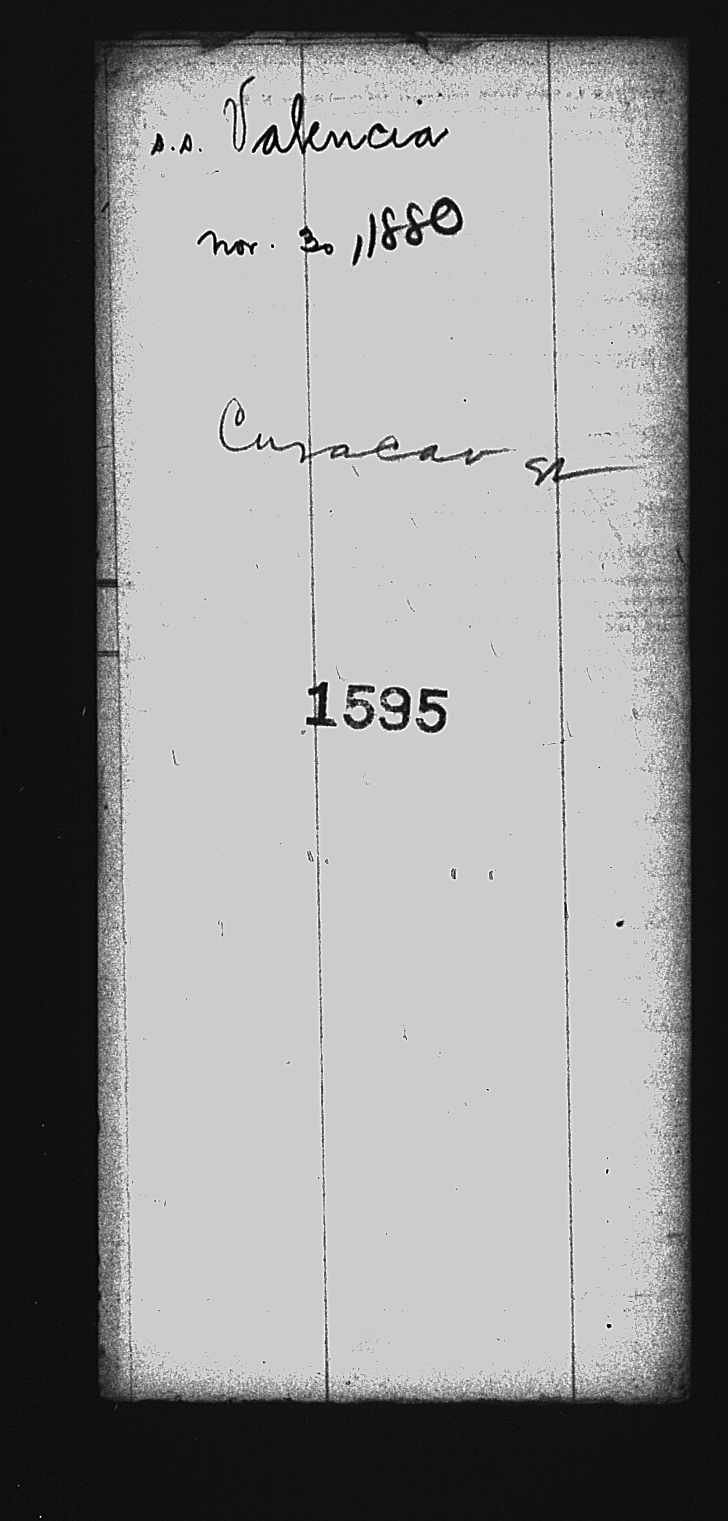 s.s. Valencia
Nov. 30, 1880
Curacao
1595